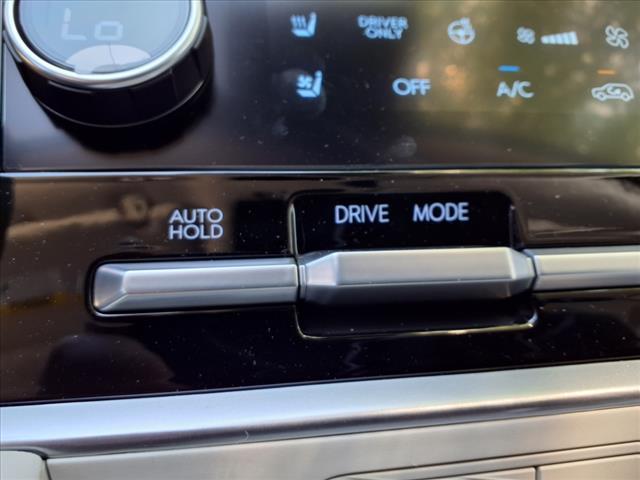 Lo
DRIVER
ONLY
OFF
A/C
AUTO
HOLD
DRIVE MODE